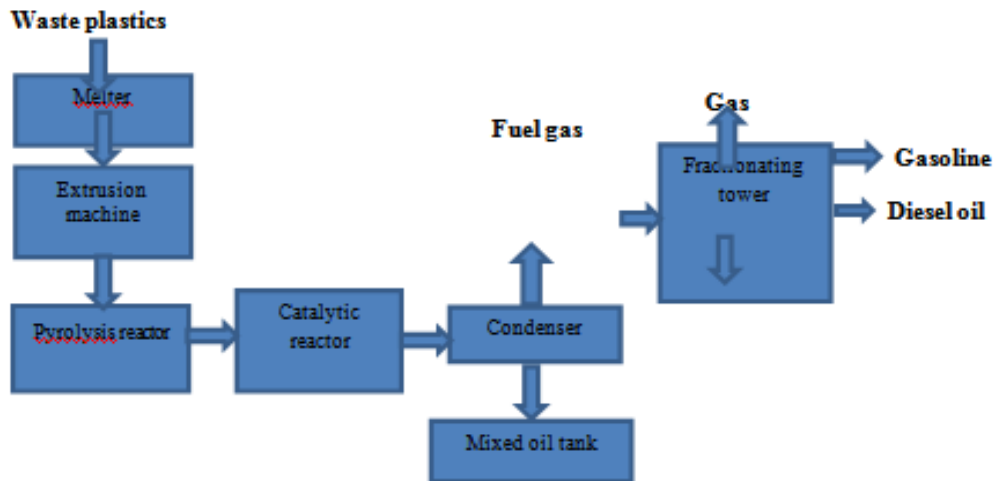 Waste plastics
Melter
Extrusion
machine
Pyrolysis reactor
Catalytic
reactor
Condenser
Mixed oil tank
Fuel gas
Gas
Fractionating
tower
Gasoline
Diesel oil